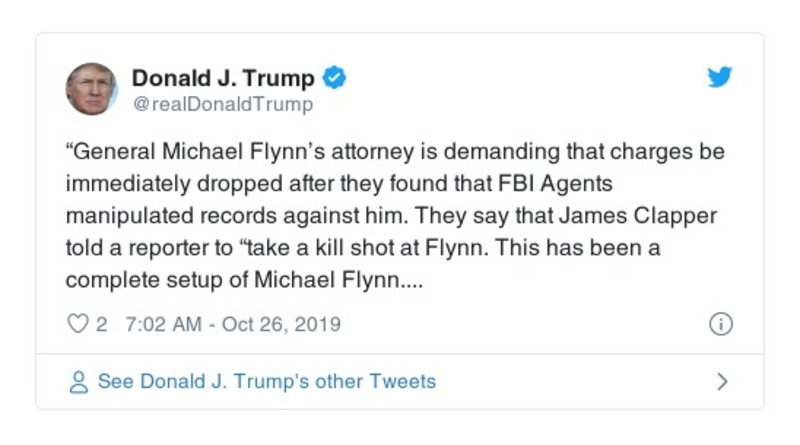 Donald J. Trump
@realDonaldTrump
“General Michael Flynn’s attorney is demanding that charges be
immediately dropped after they found that FBI Agents
manipulated records against him. They say that James Clapper
told a reporter to “take a kill shot at Flynn. This has been a
complete setup of Michael Flynn....
2 7:02 AM - Oct 26, 2019
See Donald J. Trump's other Tweets